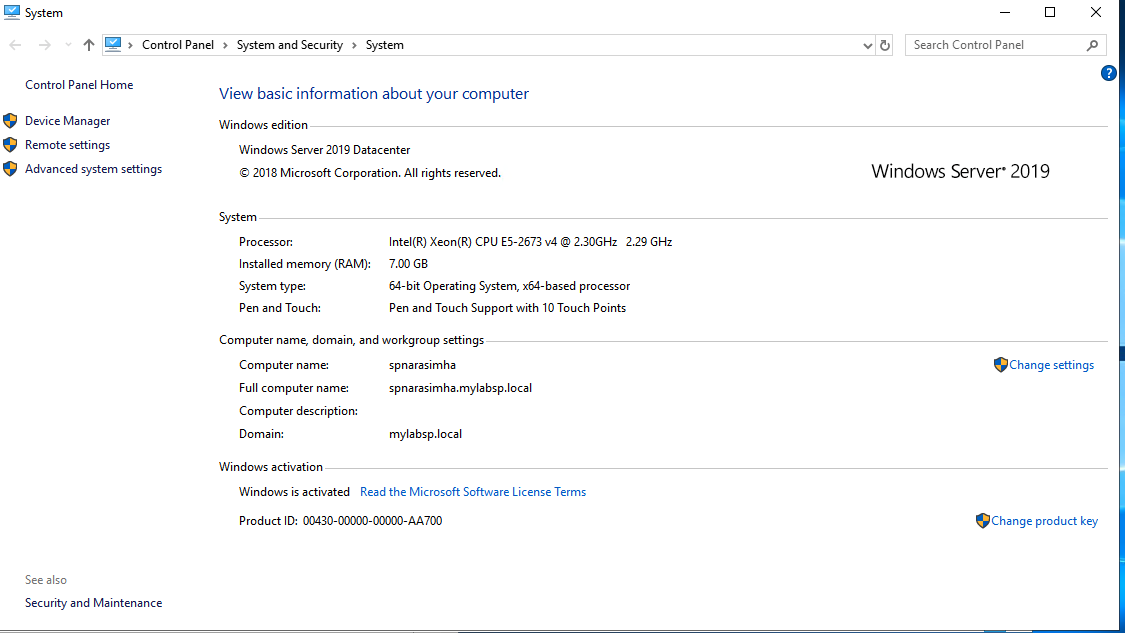 System
Control Panel > System and Security > System
Search Control Panel
?
Control Panel Home
Device Manager
Remote settings
Advanced system settings
View basic information about your computer
Windows edition
Windows Server 2019 Datacenter
© 2018 Microsoft Corporation. All rights reserved.
Windows Server® 2019
System
Processor: Intel(R) Xeon(R) CPU E5-2673 v4 @ 2.30GHz 2.29 GHz
Installed memory (RAM): 7.00 GB
System type: 64-bit Operating System, x64-based processor
Pen and Touch: Pen and Touch Support with 10 Touch Points
Computer name, domain, and workgroup settings
Computer name: spnarasimha
Change settings
Full computer name: spnarasimha.mylabsp.local
Computer description:
Domain: mylabsp.local
Windows activation
Windows is activated Read the Microsoft Software License Terms
Product ID: 00430-00000-00000-AA700
Change product key
See also
Security and Maintenance